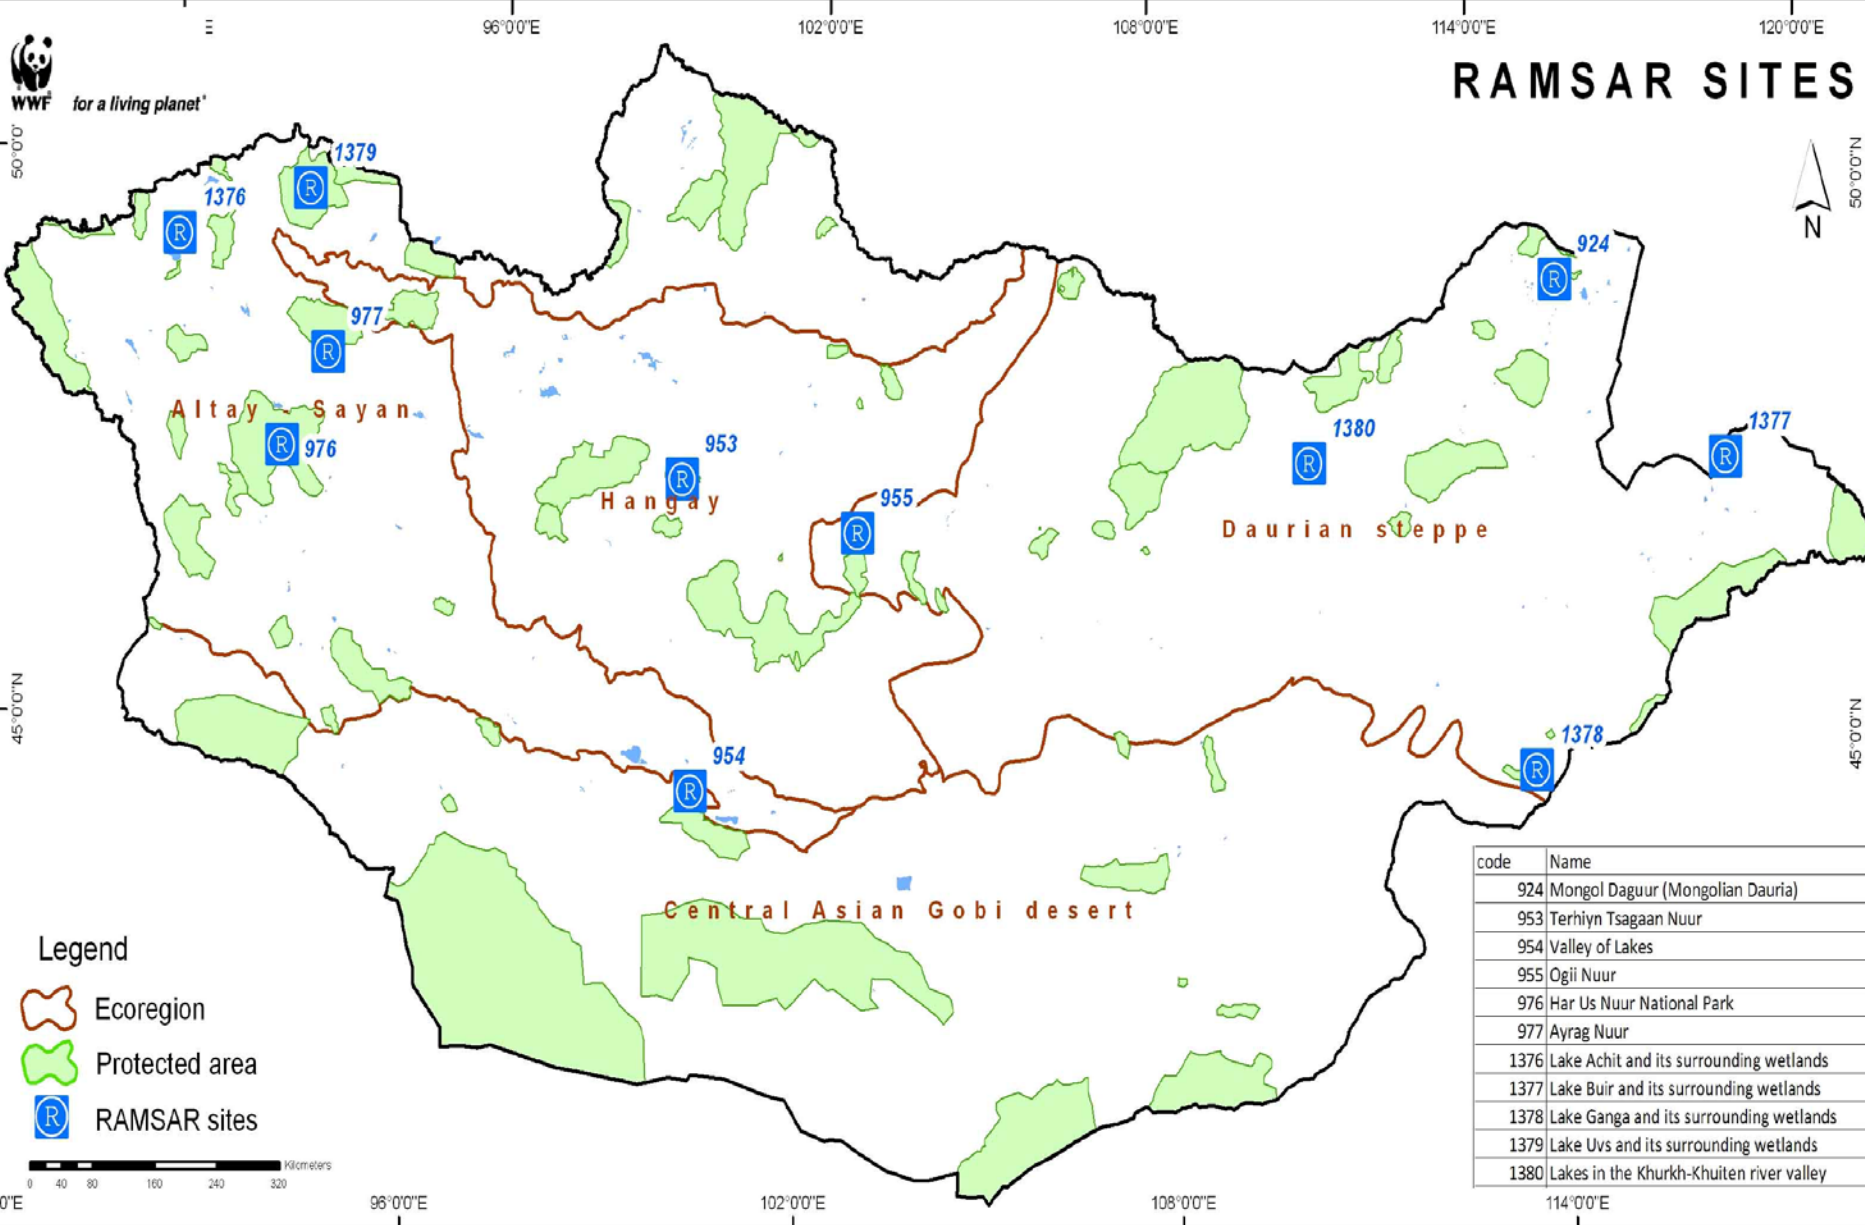 E
96°0'0"E
102°0'0"E
108°0'0"E
114°0'0"E
120°0'0"E
WWF
for a living planet®
RAMSAR SITES
50°0'0'
50°0'0"N
N
1379
1376
924
977
1377
Altay - Sayan
1380
976
953
Hangay
955
Daurian steppe
45°0'0"N
45°0'0"N
1378
954
Central Asian Gobi desert
code Name
924 Mongol Daguur (Mongolian Dauria)
953 Terhiyn Tsagaan Nuur
954 Valley of Lakes
955 Ogii Nuur
976 Har Us Nuur National Park
977 Ayrag Nuur
1376 Lake Achit and its surrounding wetlands
1377 Lake Buir and its surrounding wetlands
1378 Lake Ganga and its surrounding wetlands
1379 Lake Uvs and its surrounding wetlands
1380 Lakes in the Khurkh-Khuiten river valley
Legend
Ecoregion
Protected area
R RAMSAR sites
Kilometers
0 40 80 160 240 320
0"E
96°0'0"E
102°0'0"E
108°0'0"E
114°0'0"E